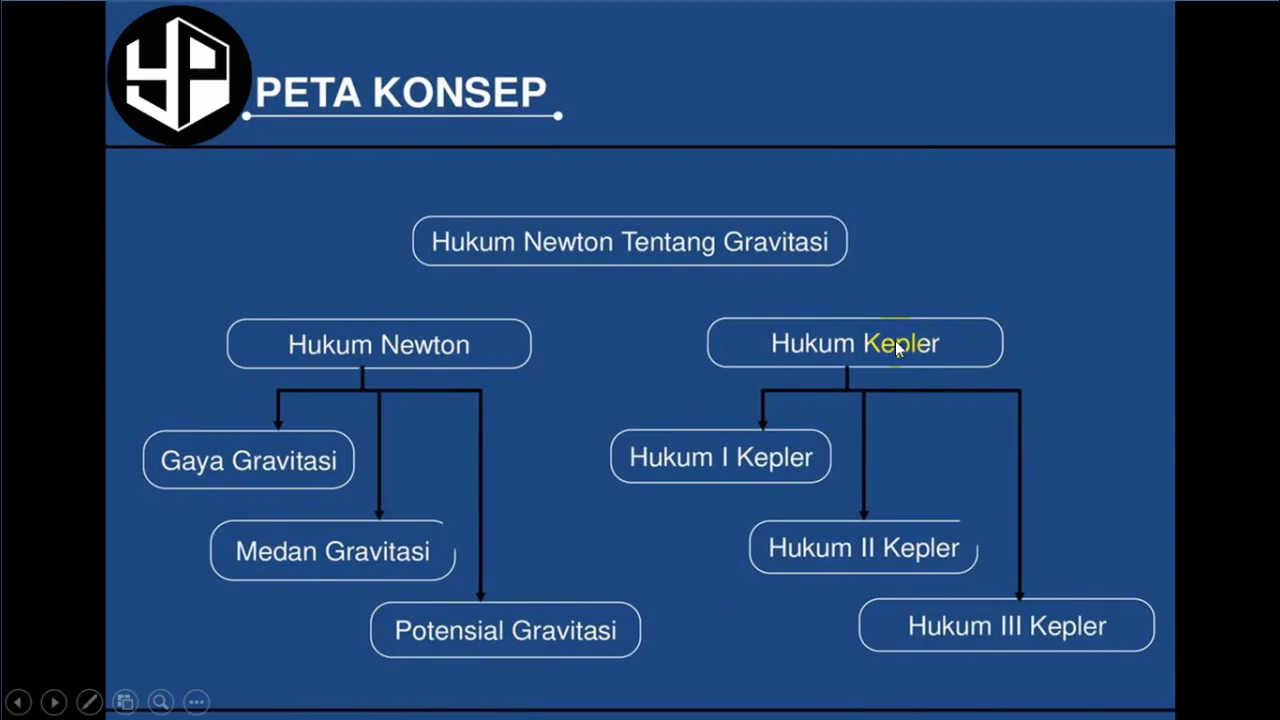 YP
PETA KONSEP
Hukum Newton Tentang Gravitasi
Hukum Newton
Hukum Kepler
Gaya Gravitasi
Hukum I Kepler
Medan Gravitasi
Hukum II Kepler
Potensial Gravitasi
Hukum III Kepler